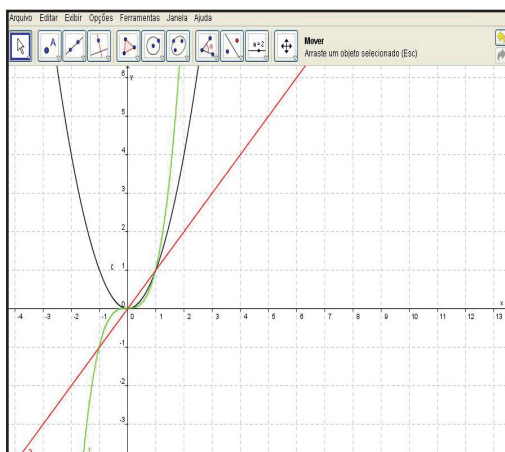 Arquivo Editar Exibir Opções Ferramentas Janela Ajuda
A
a=2
Mover
Arraste um objeto selecionado (Esc)
y
6
5
4
3
2
1
0
-1
-2
-3
-4 -3 -2 -1 0 1 2 3 4 5 6 7 8 9 10 11 12 13
x